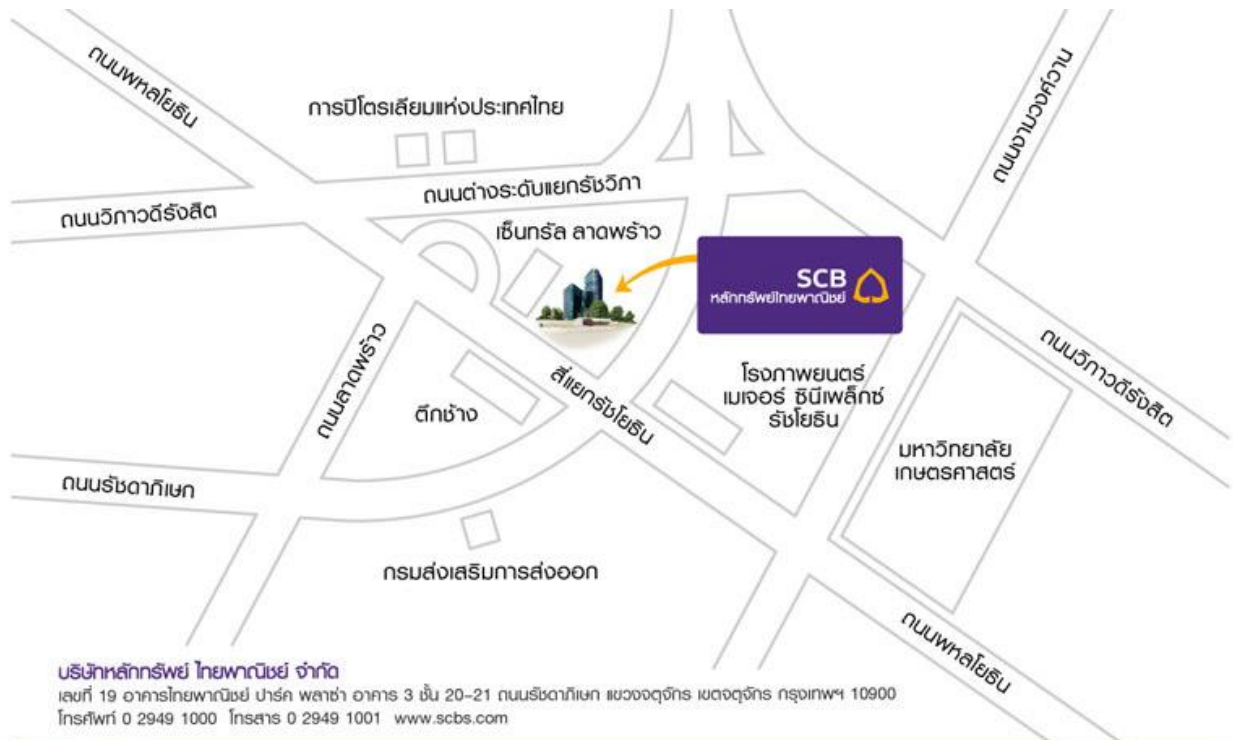 ถนนพหลโยธิน
การปิโตรเลียมแห่งประเทศไทย
ถนนงามวงศ์วาน
ถนนวิภาวดีรังสิต
ถนนต่างระดับแยกรัชวิภา
เซ็นทรัล ลาดพร้าว
SCB
หลักทรัพย์ไทยพาณิชย์
ถนนลาดพร้าว
ตึกช้าง
สี่แยกรัชโยธิน
โรงภาพยนตร์
เมเจอร์ ซินีเพล็กซ์
รัชโยธิน
ถนนวิภาวดีรังสิต
มหาวิทยาลัย
เกษตรศาสตร์
ถนนรัชดาภิเษก
กรมส่งเสริมการส่งออก
ถนนพหลโยธิน
บริษัทหลักทรัพย์ ไทยพาณิชย์ จำกัด
เลขที่ 19 อาคารไทยพาณิชย์ ปาร์ค พลาซ่า อาคาร 3 ชั้น 20-21 ถนนรัชดาภิเษก แขวงจตุจักร เขตจตุจักร กรุงเทพฯ 10900
โทรศัพท์ 0 2949 1000 โทรสาร 0 2949 1001 www.scbs.com